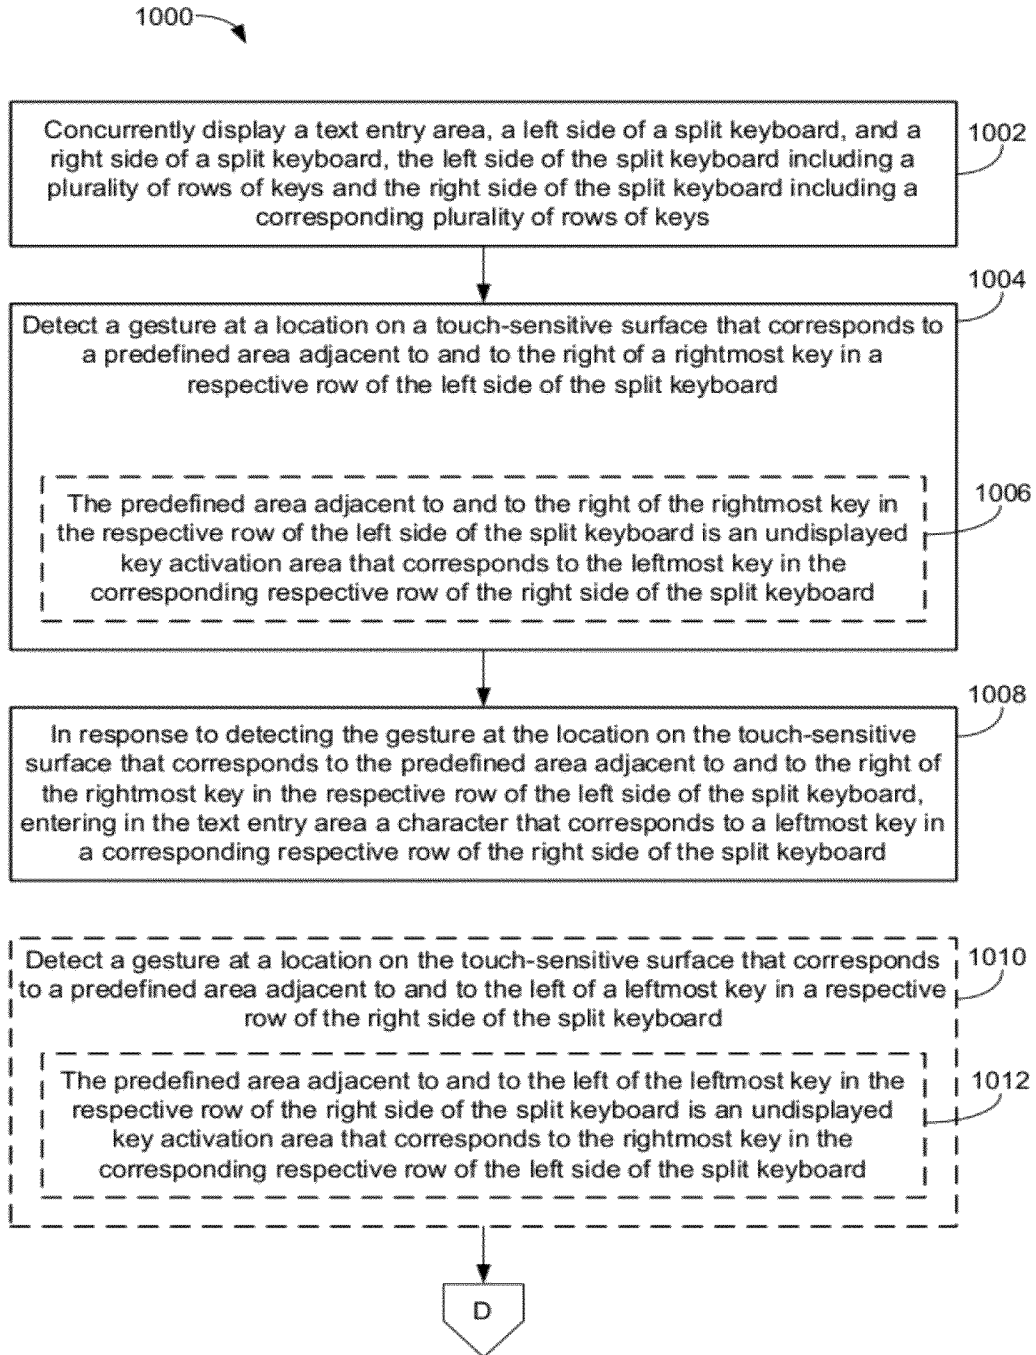 1000
Concurrently display a text entry area, a left side of a split keyboard, and a
right side of a split keyboard, the left side of the split keyboard including a
plurality of rows of keys and the right side of the split keyboard including a
corresponding plurality of rows of keys
1002
1004
Detect a gesture at a location on a touch-sensitive surface that corresponds to
a predefined area adjacent to and to the right of a rightmost key in a
respective row of the left side of the split keyboard
The predefined area adjacent to and to the right of the rightmost key in
the respective row of the left side of the split keyboard is an undisplayed
key activation area that corresponds to the leftmost key in the
corresponding respective row of the right side of the split keyboard
1006
1008
In response to detecting the gesture at the location on the touch-sensitive
surface that corresponds to the predefined area adjacent to and to the right of
the rightmost key in the respective row of the left side of the split keyboard,
entering in the text entry area a character that corresponds to a leftmost key in
a corresponding respective row of the right side of the split keyboard
Detect a gesture at a location on the touch-sensitive surface that corresponds
to a predefined area adjacent to and to the left of a leftmost key in a respective
row of the right side of the split keyboard
1010
The predefined area adjacent to and to the left of the leftmost key in the
respective row of the right side of the split keyboard is an undisplayed
key activation area that corresponds to the rightmost key in the
corresponding respective row of the left side of the split keyboard
1012
D